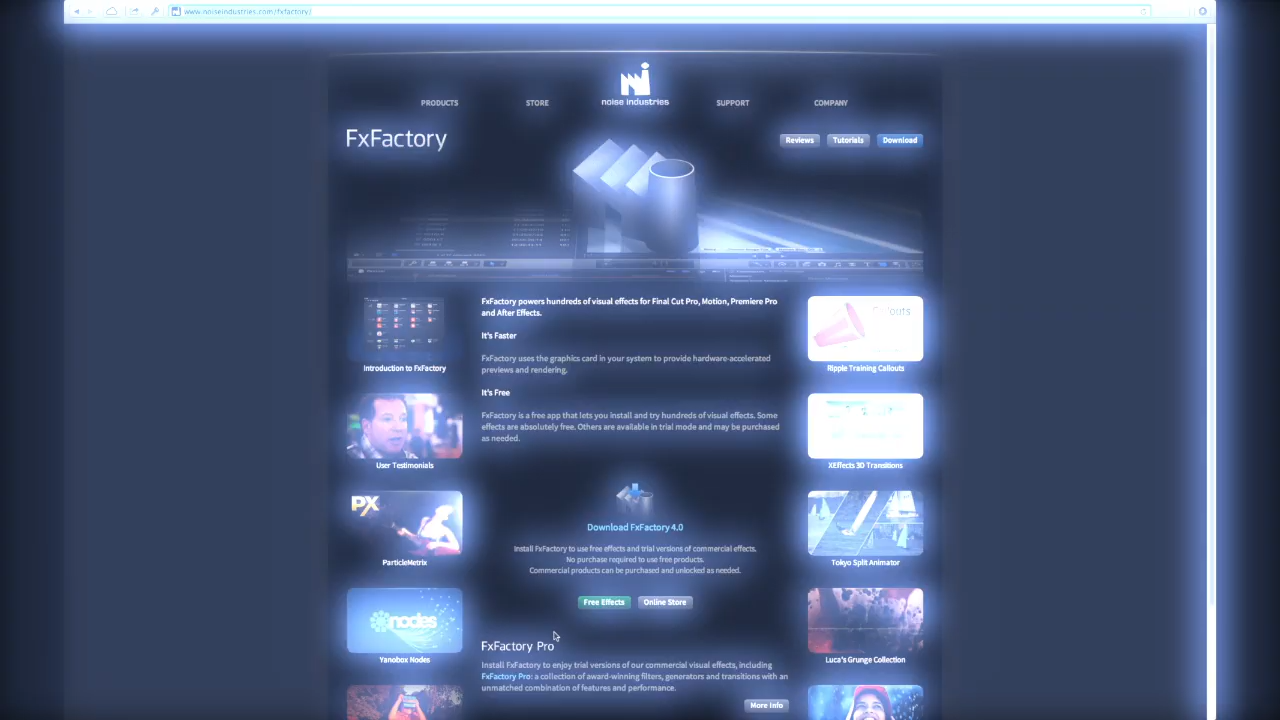 www.noiseindustries.com/fxfactory/
PRODUCTS
STORE
noise industries
SUPPORT
COMPANY
FxFactory
Reviews
Tutorials
Download
FxFactory powers hundreds of visual effects for Final Cut Pro, Motion, Premiere Pro
and After Effects.
It's Faster
FxFactory uses the graphics card in your system to provide hardware-accelerated
previews and rendering.
It's Free
FxFactory is a free app that lets you install and try hundreds of visual effects. Some
effects are absolutely free. Others are available in trial mode and may be purchased
as needed.
Introduction to FxFactory
User Testimonials
PX
ParticleMetrix
nodes
Yanobox Nodes
Download FxFactory 4.0
Install FxFactory to use free effects and trial versions of commercial effects.
No purchase required to use free products.
Commercial products can be purchased and unlocked as needed.
Free Effects
Online Store
FxFactory Pro
Install FxFactory to enjoy trial versions of our commercial visual effects, including
FxFactory Pro: a collection of award-winning filters, generators and transitions with an
unmatched combination of features and performance.
More Info
Ripple Training Callouts
XEffects 3D Transitions
Tokyo Split Animator
Luca's Grunge Collection